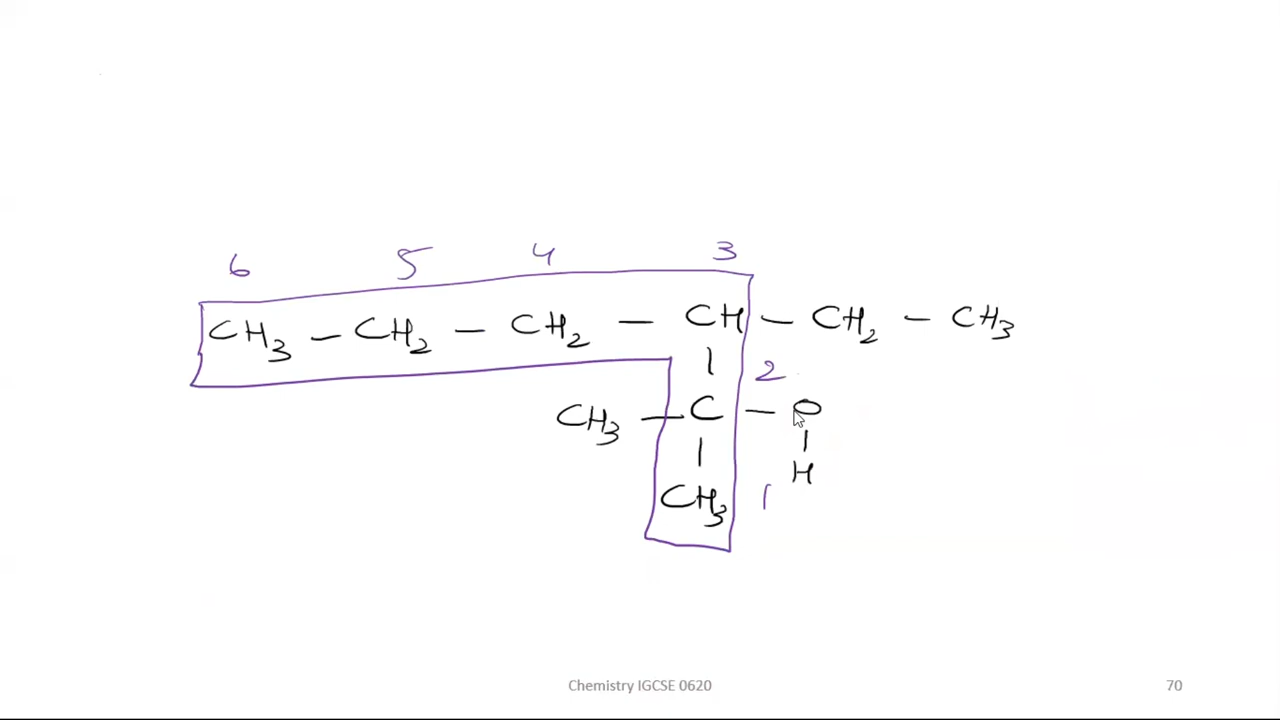 6 5 4 3
CH3 — CH2 — CH2 — CH — CH2 — CH3
| 2
CH3 — C — O
| |
H
CH3 1
Chemistry IGCSE 0620 70